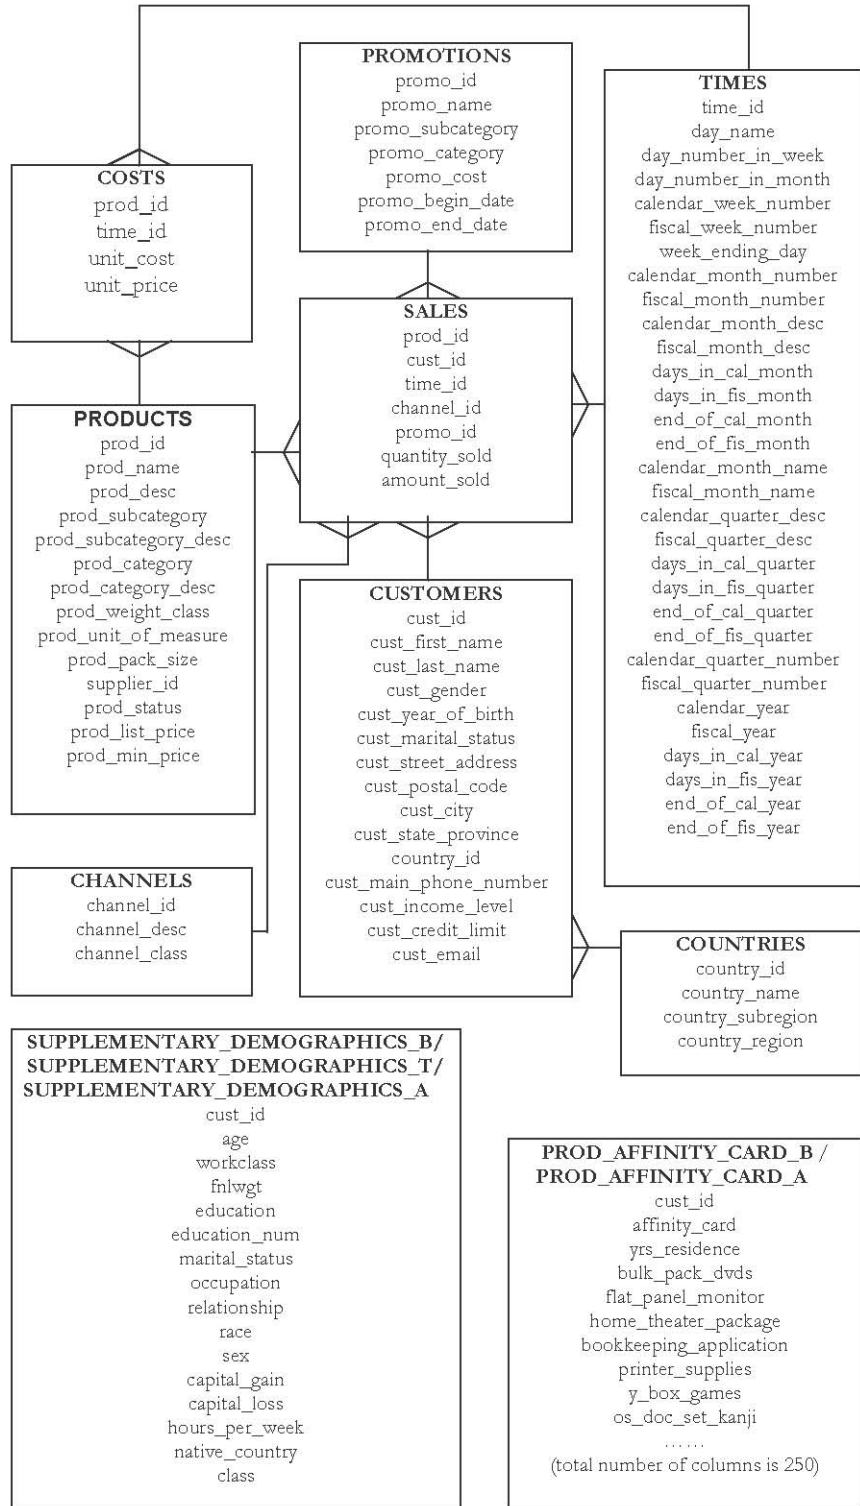 PROMOTIONS
promo_id
promo_name
promo_subcategory
promo_category
promo_cost
promo_begin_date
promo_end_date
TIMES
time_id
day_name
day_number_in_week
day_number_in_month
calendar_week_number
fiscal_week_number
week_ending_day
calendar_month_number
fiscal_month_number
calendar_month_desc
fiscal_month_desc
days_in_cal_month
days_in_fis_month
end_of_cal_month
end_of_fis_month
calendar_month_name
fiscal_month_name
calendar_quarter_desc
fiscal_quarter_desc
days_in_cal_quarter
days_in_fis_quarter
end_of_cal_quarter
end_of_fis_quarter
calendar_quarter_number
fiscal_quarter_number
calendar_year
fiscal_year
days_in_cal_year
days_in_fis_year
end_of_cal_year
end_of_fis_year
COSTS
prod_id
time_id
unit_cost
unit_price
SALES
prod_id
cust_id
time_id
channel_id
promo_id
quantity_sold
amount_sold
PRODUCTS
prod_id
prod_name
prod_desc
prod_subcategory
prod_subcategory_desc
prod_category
prod_category_desc
prod_weight_class
prod_unit_of_measure
prod_pack_size
supplier_id
prod_status
prod_list_price
prod_min_price
CUSTOMERS
cust_id
cust_first_name
cust_last_name
cust_gender
cust_year_of_birth
cust_marital_status
cust_street_address
cust_postal_code
cust_city
cust_state_province
country_id
cust_main_phone_number
cust_income_level
cust_credit_limit
cust_email
CHANNELS
channel_id
channel_desc
channel_class
COUNTRIES
country_id
country_name
country_subregion
country_region
SUPPLEMENTARY_DEMOGRAPHICS_B/
SUPPLEMENTARY_DEMOGRAPHICS_T/
SUPPLEMENTARY_DEMOGRAPHICS_A
cust_id
age
workclass
fnlwgt
education
education_num
marital_status
occupation
relationship
race
sex
capital_gain
capital_loss
hours_per_week
native_country
class
PROD_AFFINITY_CARD_B /
PROD_AFFINITY_CARD_A
cust_id
affinity_card
yrs_residence
bulk_pack_dvds
flat_panel_monitor
home_theater_package
bookkeeping_application
printer_supplies
y_box_games
os_doc_set_kanji
......
(total number of columns is 250)